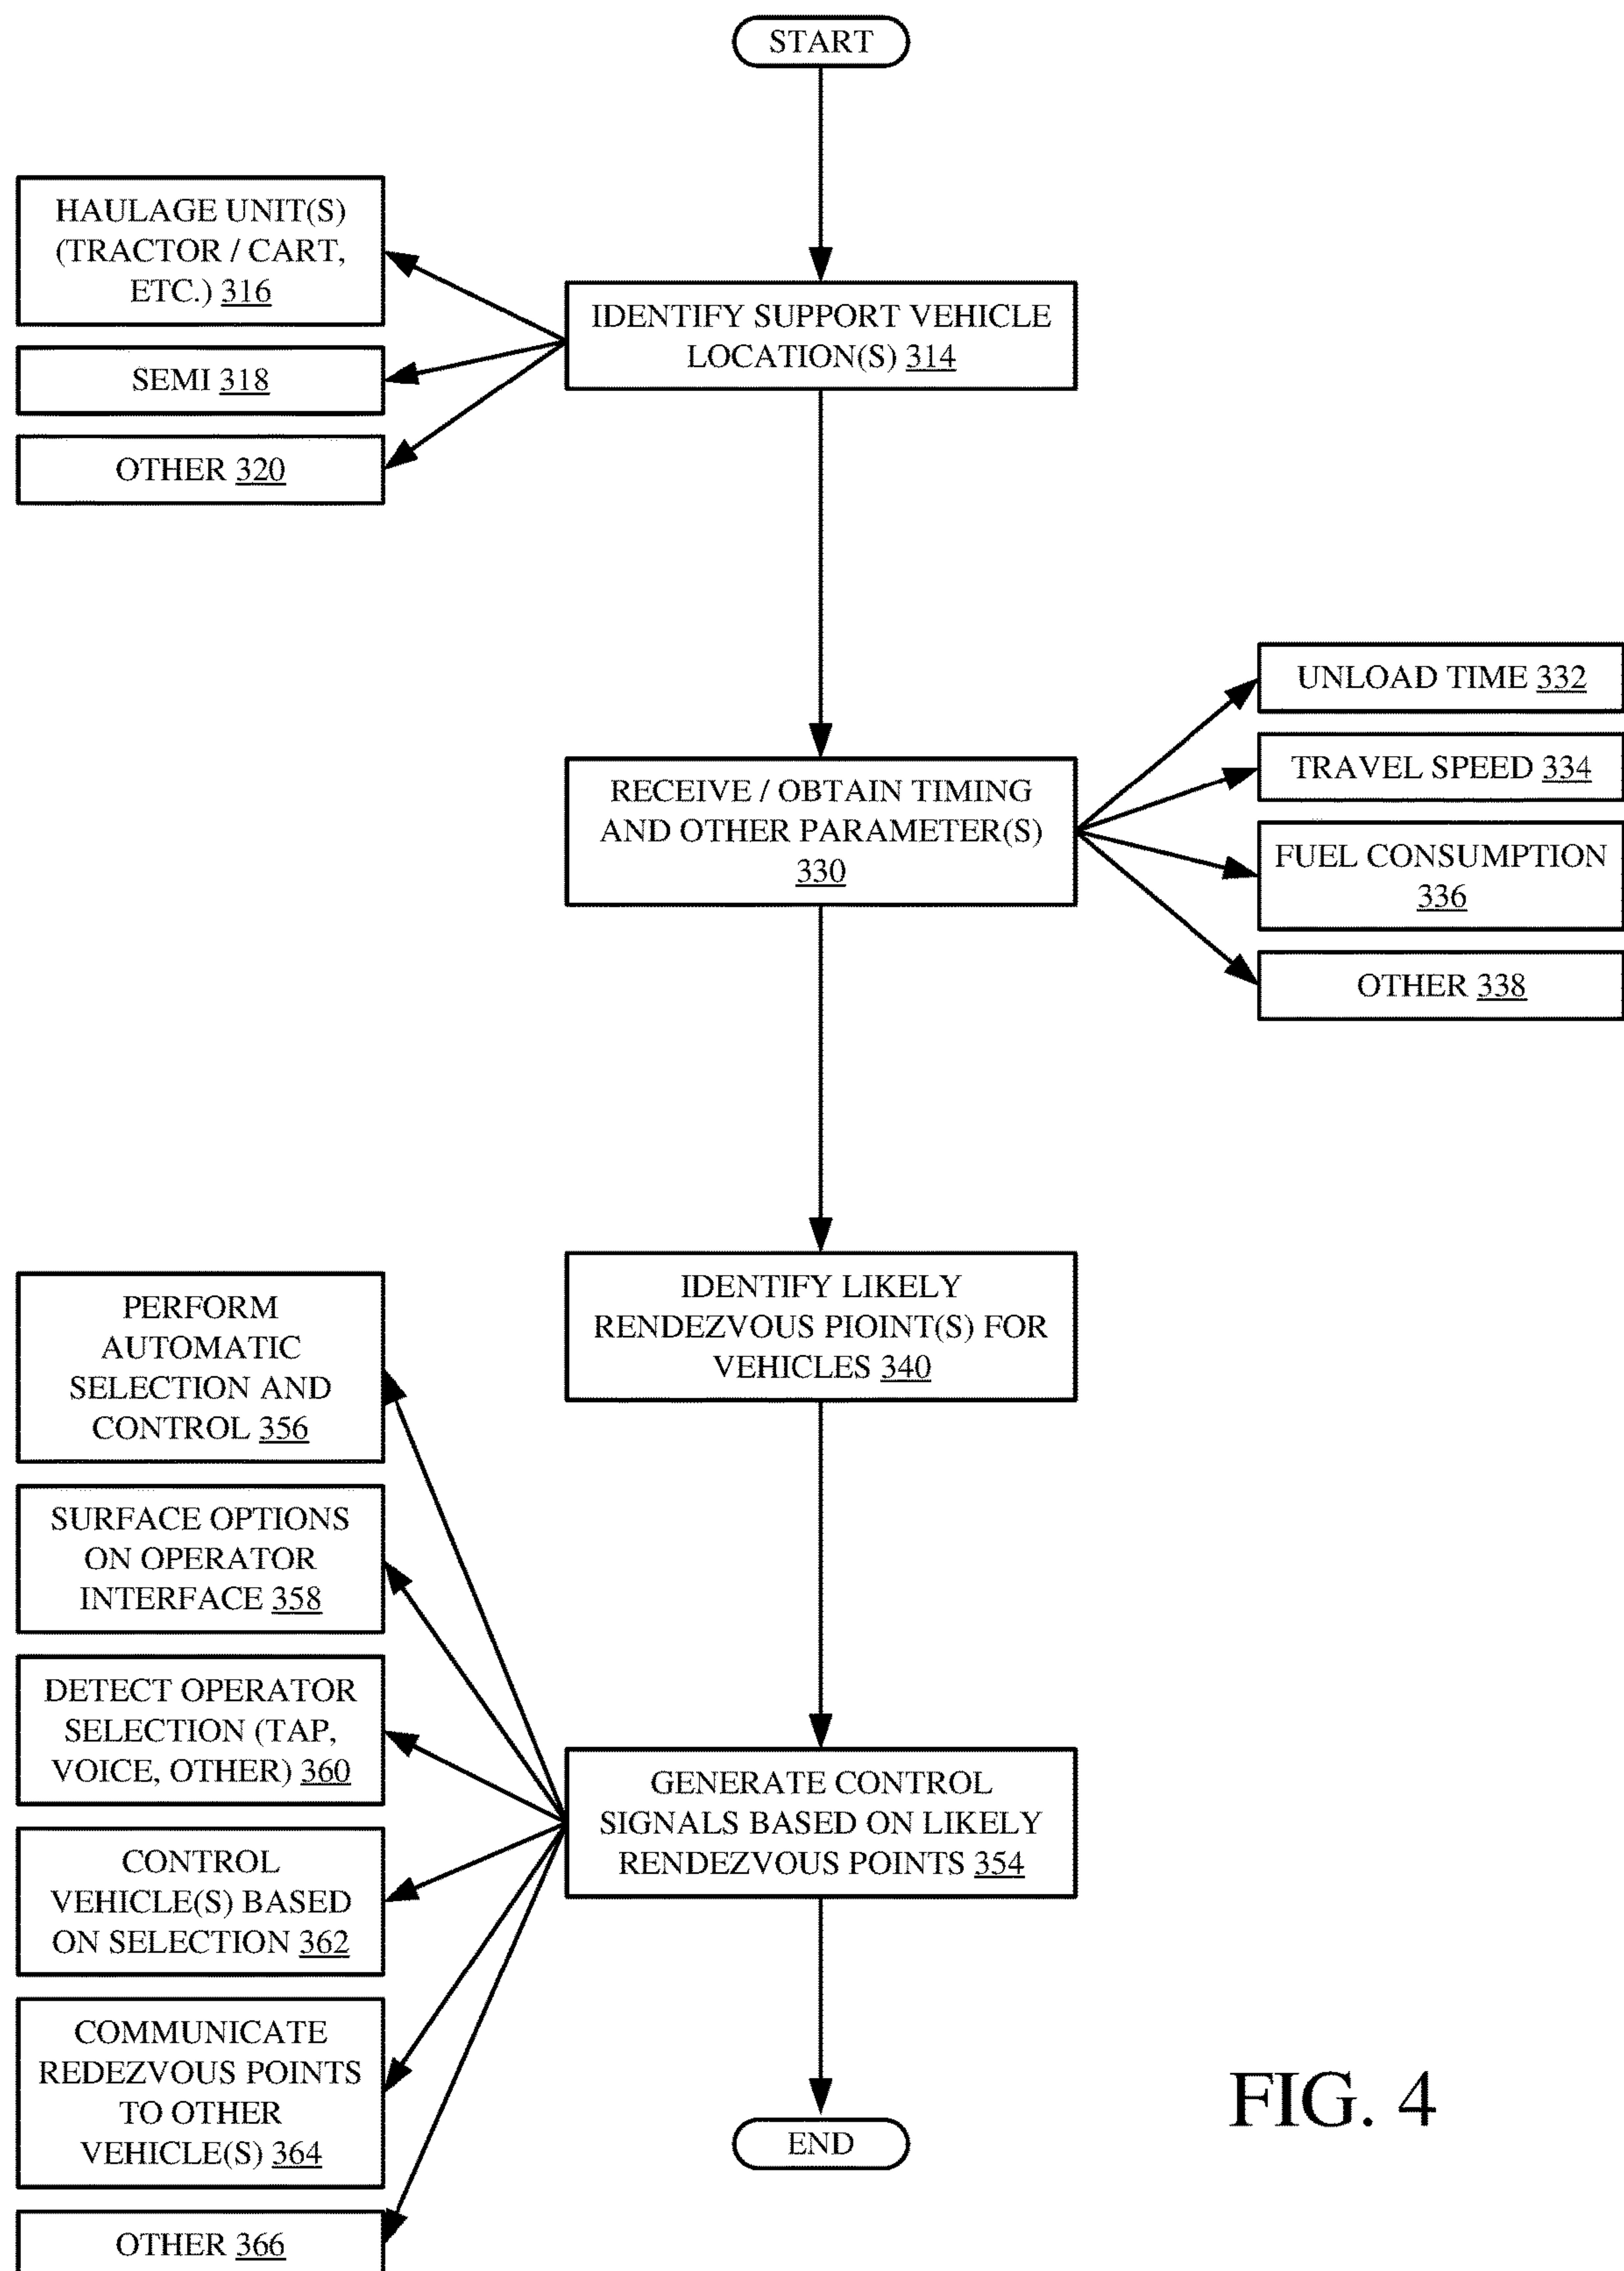 START
HAULAGE UNIT(S)
(TRACTOR / CART,
ETC.) 316
SEMI 318
OTHER 320
IDENTIFY SUPPORT VEHICLE
LOCATION(S) 314
RECEIVE / OBTAIN TIMING
AND OTHER PARAMETER(S)
330
UNLOAD TIME 332
TRAVEL SPEED 334
FUEL CONSUMPTION
336
OTHER 338
IDENTIFY LIKELY
RENDEZVOUS PIOINT(S) FOR
VEHICLES 340
PERFORM
AUTOMATIC
SELECTION AND
CONTROL 356
SURFACE OPTIONS
ON OPERATOR
INTERFACE 358
DETECT OPERATOR
SELECTION (TAP,
VOICE, OTHER) 360
CONTROL
VEHICLE(S) BASED
ON SELECTION 362
COMMUNICATE
REDEZVOUS POINTS
TO OTHER
VEHICLE(S) 364
OTHER 366
GENERATE CONTROL
SIGNALS BASED ON LIKELY
RENDEZVOUS POINTS 354
END
FIG. 4